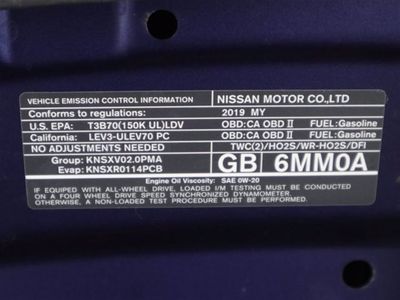 VEHICLE EMISSION CONTROL INFORMATION NISSAN MOTOR CO.,LTD
Conforms to regulations: 2019 MY
U.S. EPA: T3B70(150K UL)LDV OBD:CA OBD II Fuel:Gasoline
California: LEV3-ULEV70 PC OBD:CA OBD II Fuel:Gasoline
NO ADJUSTMENTS NEEDED TWC(2)/HO2S/WR-HO2S/DFI
Group: KNSXV02.0PMA
Evap: KNSXR0114PCB
GB 6MM0A
Engine Oil Viscosity: SAE 0W-20
IF EQUIPPED WITH ALL-WHEEL DRIVE, LOADED I/M TESTING MUST BE CONDUCTED
ON A FOUR WHEEL DRIVE SPEED SYNCHRONIZED DYNAMOMETER.
OTHERWISE, A NON-LOADED TEST MUST BE PERFORMED.